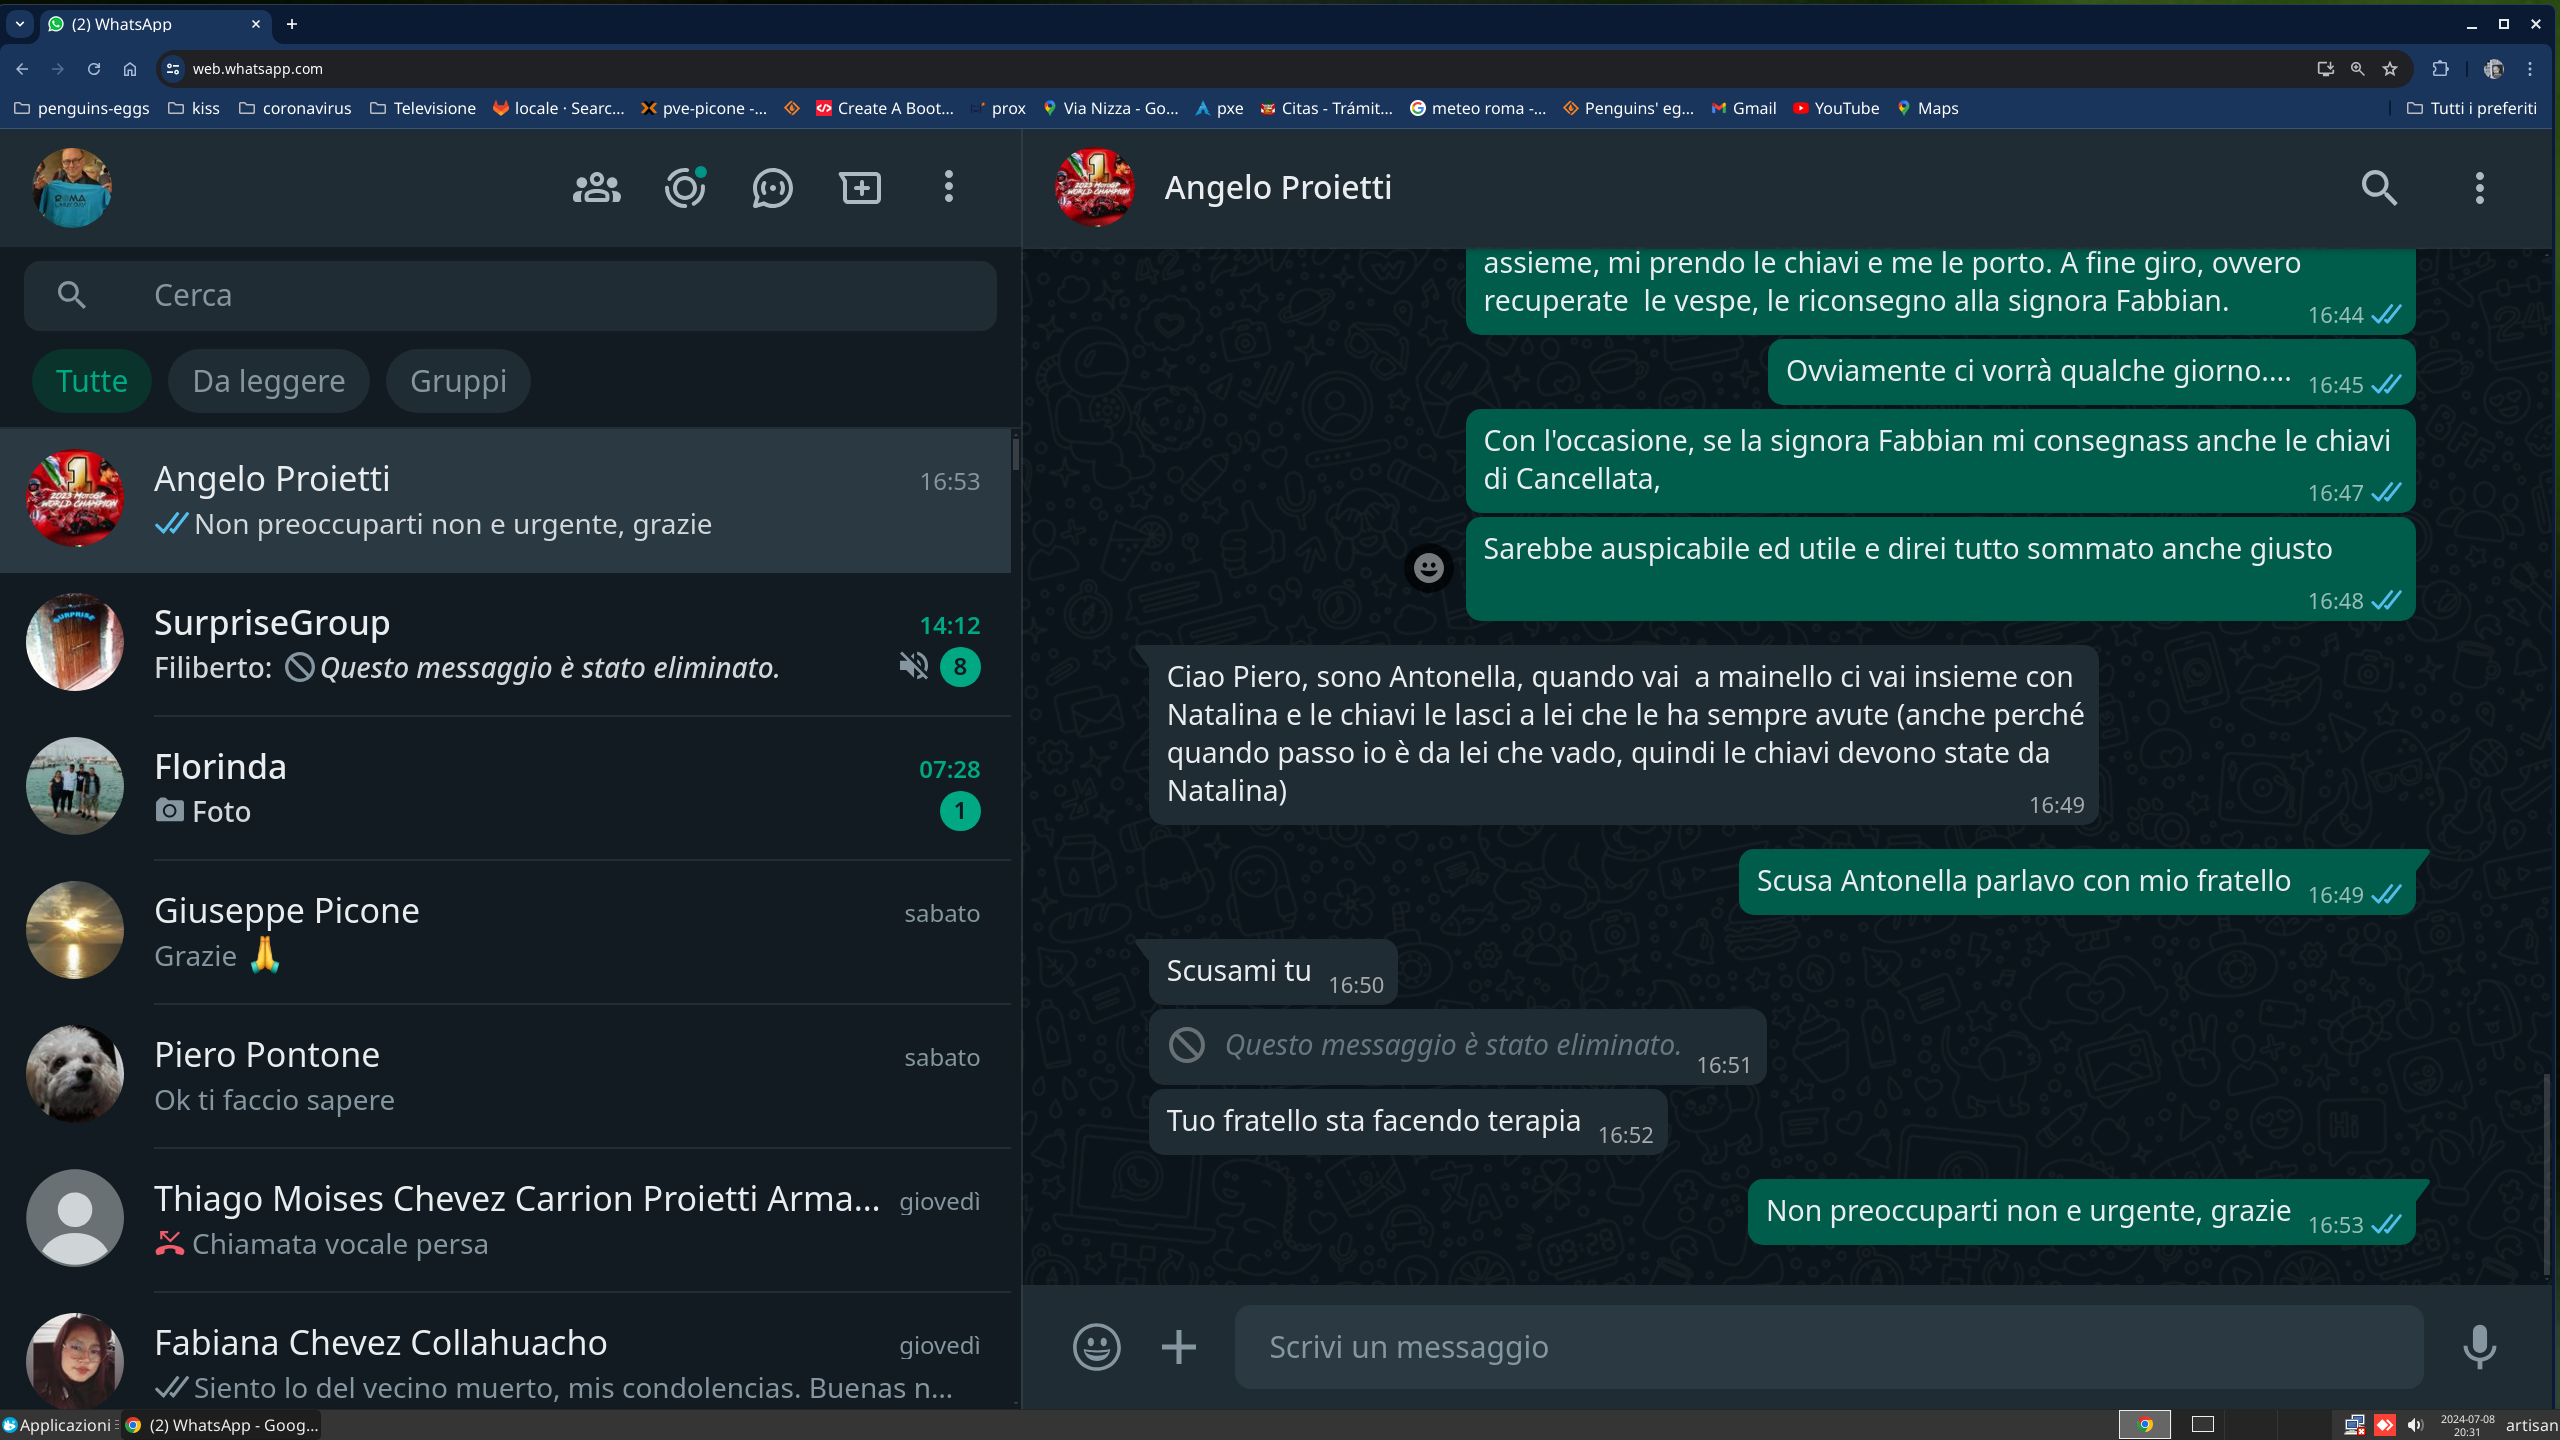 (2) WhatsApp
web.whatsapp.com
penguins-eggs
kiss
coronavirus
Televisione
locale · Searc...
pve-picone -...
Create A Boot...
prox
Via Nizza - Go...
pxe
Citas - Trámit...
meteo roma -...
Penguins' eg...
Gmail
YouTube
Maps
Tutti i preferiti
Cerca
Tutte
Da leggere
Gruppi
Angelo Proietti
16:53
Non preoccuparti non e urgente, grazie
SurpriseGroup
14:12
Filiberto: Questo messaggio è stato eliminato.
8
Florinda
07:28
Foto
1
Giuseppe Picone
sabato
Grazie 🙏
Piero Pontone
sabato
Ok ti faccio sapere
Thiago Moises Chevez Carrion Proietti Arma...
giovedì
Chiamata vocale persa
Fabiana Chevez Collahuacho
giovedì
Siento lo del vecino muerto, mis condolencias. Buenas n...
Angelo Proietti
assieme, mi prendo le chiavi e me le porto. A fine giro, ovvero
recuperate  le vespe, le riconsegno alla signora Fabbian.
16:44
Ovviamente ci vorrà qualche giorno....
16:45
Con l'occasione, se la signora Fabbian mi consegnass anche le chiavi
di Cancellata,
16:47
Sarebbe auspicabile ed utile e direi tutto sommato anche giusto
16:48
Ciao Piero, sono Antonella, quando vai  a mainello ci vai insieme con
Natalina e le chiavi le lasci a lei che le ha sempre avute (anche perché
quando passo io è da lei che vado, quindi le chiavi devono state da
Natalina)
16:49
Scusa Antonella parlavo con mio fratello
16:49
Scusami tu
16:50
Questo messaggio è stato eliminato.
16:51
Tuo fratello sta facendo terapia
16:52
Non preoccuparti non e urgente, grazie
16:53
Scrivi un messaggio
Applicazioni
(2) WhatsApp - Goog...
2024-07-08
20:31
artisan